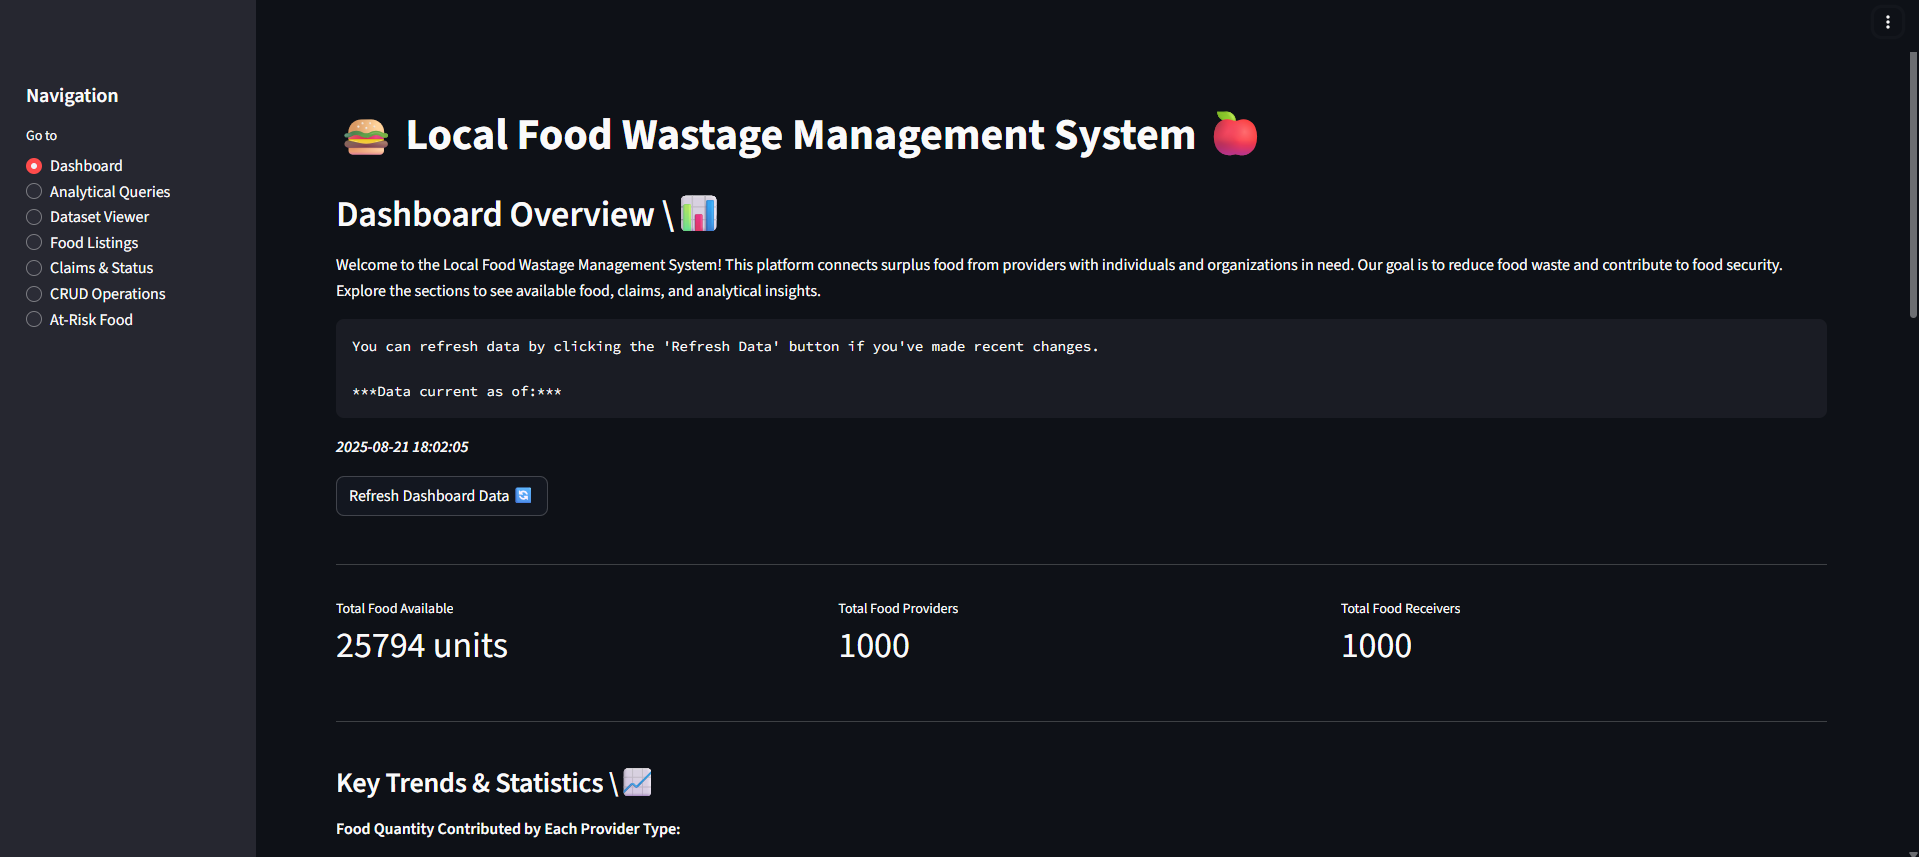 Navigation
Go to
Dashboard
Analytical Queries
Dataset Viewer
Food Listings
Claims & Status
CRUD Operations
At-Risk Food
🍔 Local Food Wastage Management System 🍎
Dashboard Overview \📊
Welcome to the Local Food Wastage Management System! This platform connects surplus food from providers with individuals and organizations in need. Our goal is to reduce food waste and contribute to food security.
Explore the sections to see available food, claims, and analytical insights.
You can refresh data by clicking the 'Refresh Data' button if you've made recent changes.
***Data current as of:***
2025-08-21 18:02:05
Refresh Dashboard Data 🔄
Total Food Available
25794 units
Total Food Providers
1000
Total Food Receivers
1000
Key Trends & Statistics \📈
Food Quantity Contributed by Each Provider Type: